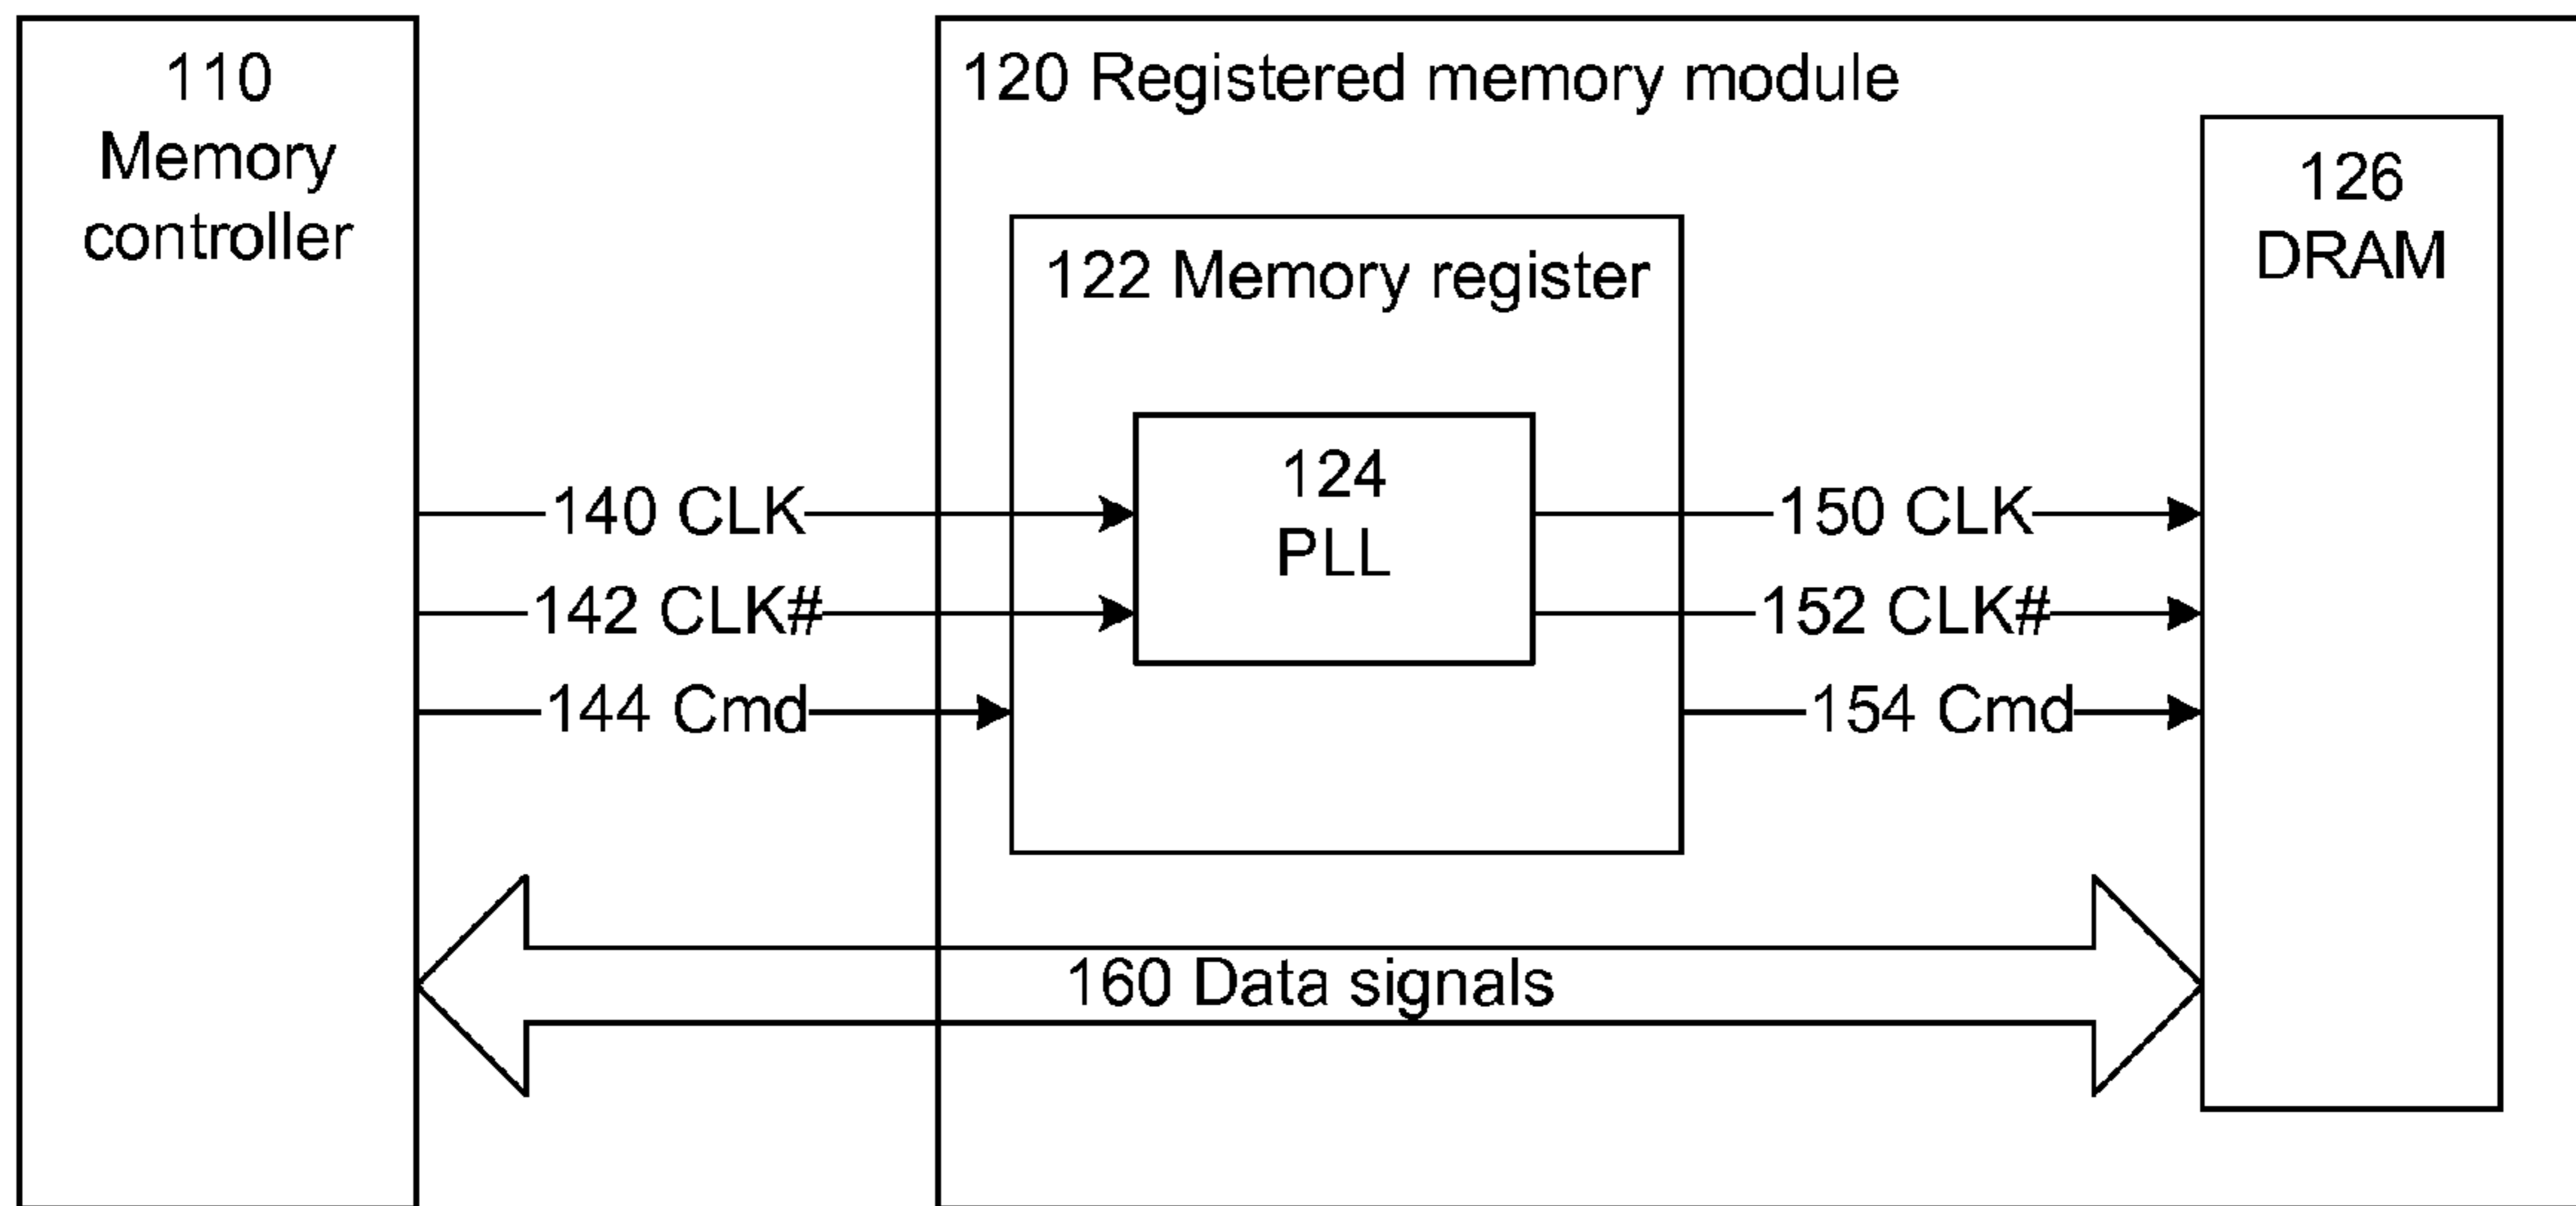 110
Memory
controller
120 Registered memory module
122 Memory register
124
PLL
126
DRAM
140 CLK
142 CLK#
144 Cmd
150 CLK
152 CLK#
154 Cmd
160 Data signals